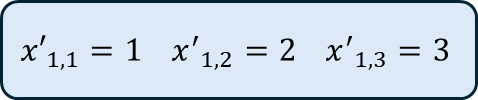 x′₁,₁ = 1 x′₁,₂ = 2 x′₁,₃ = 3